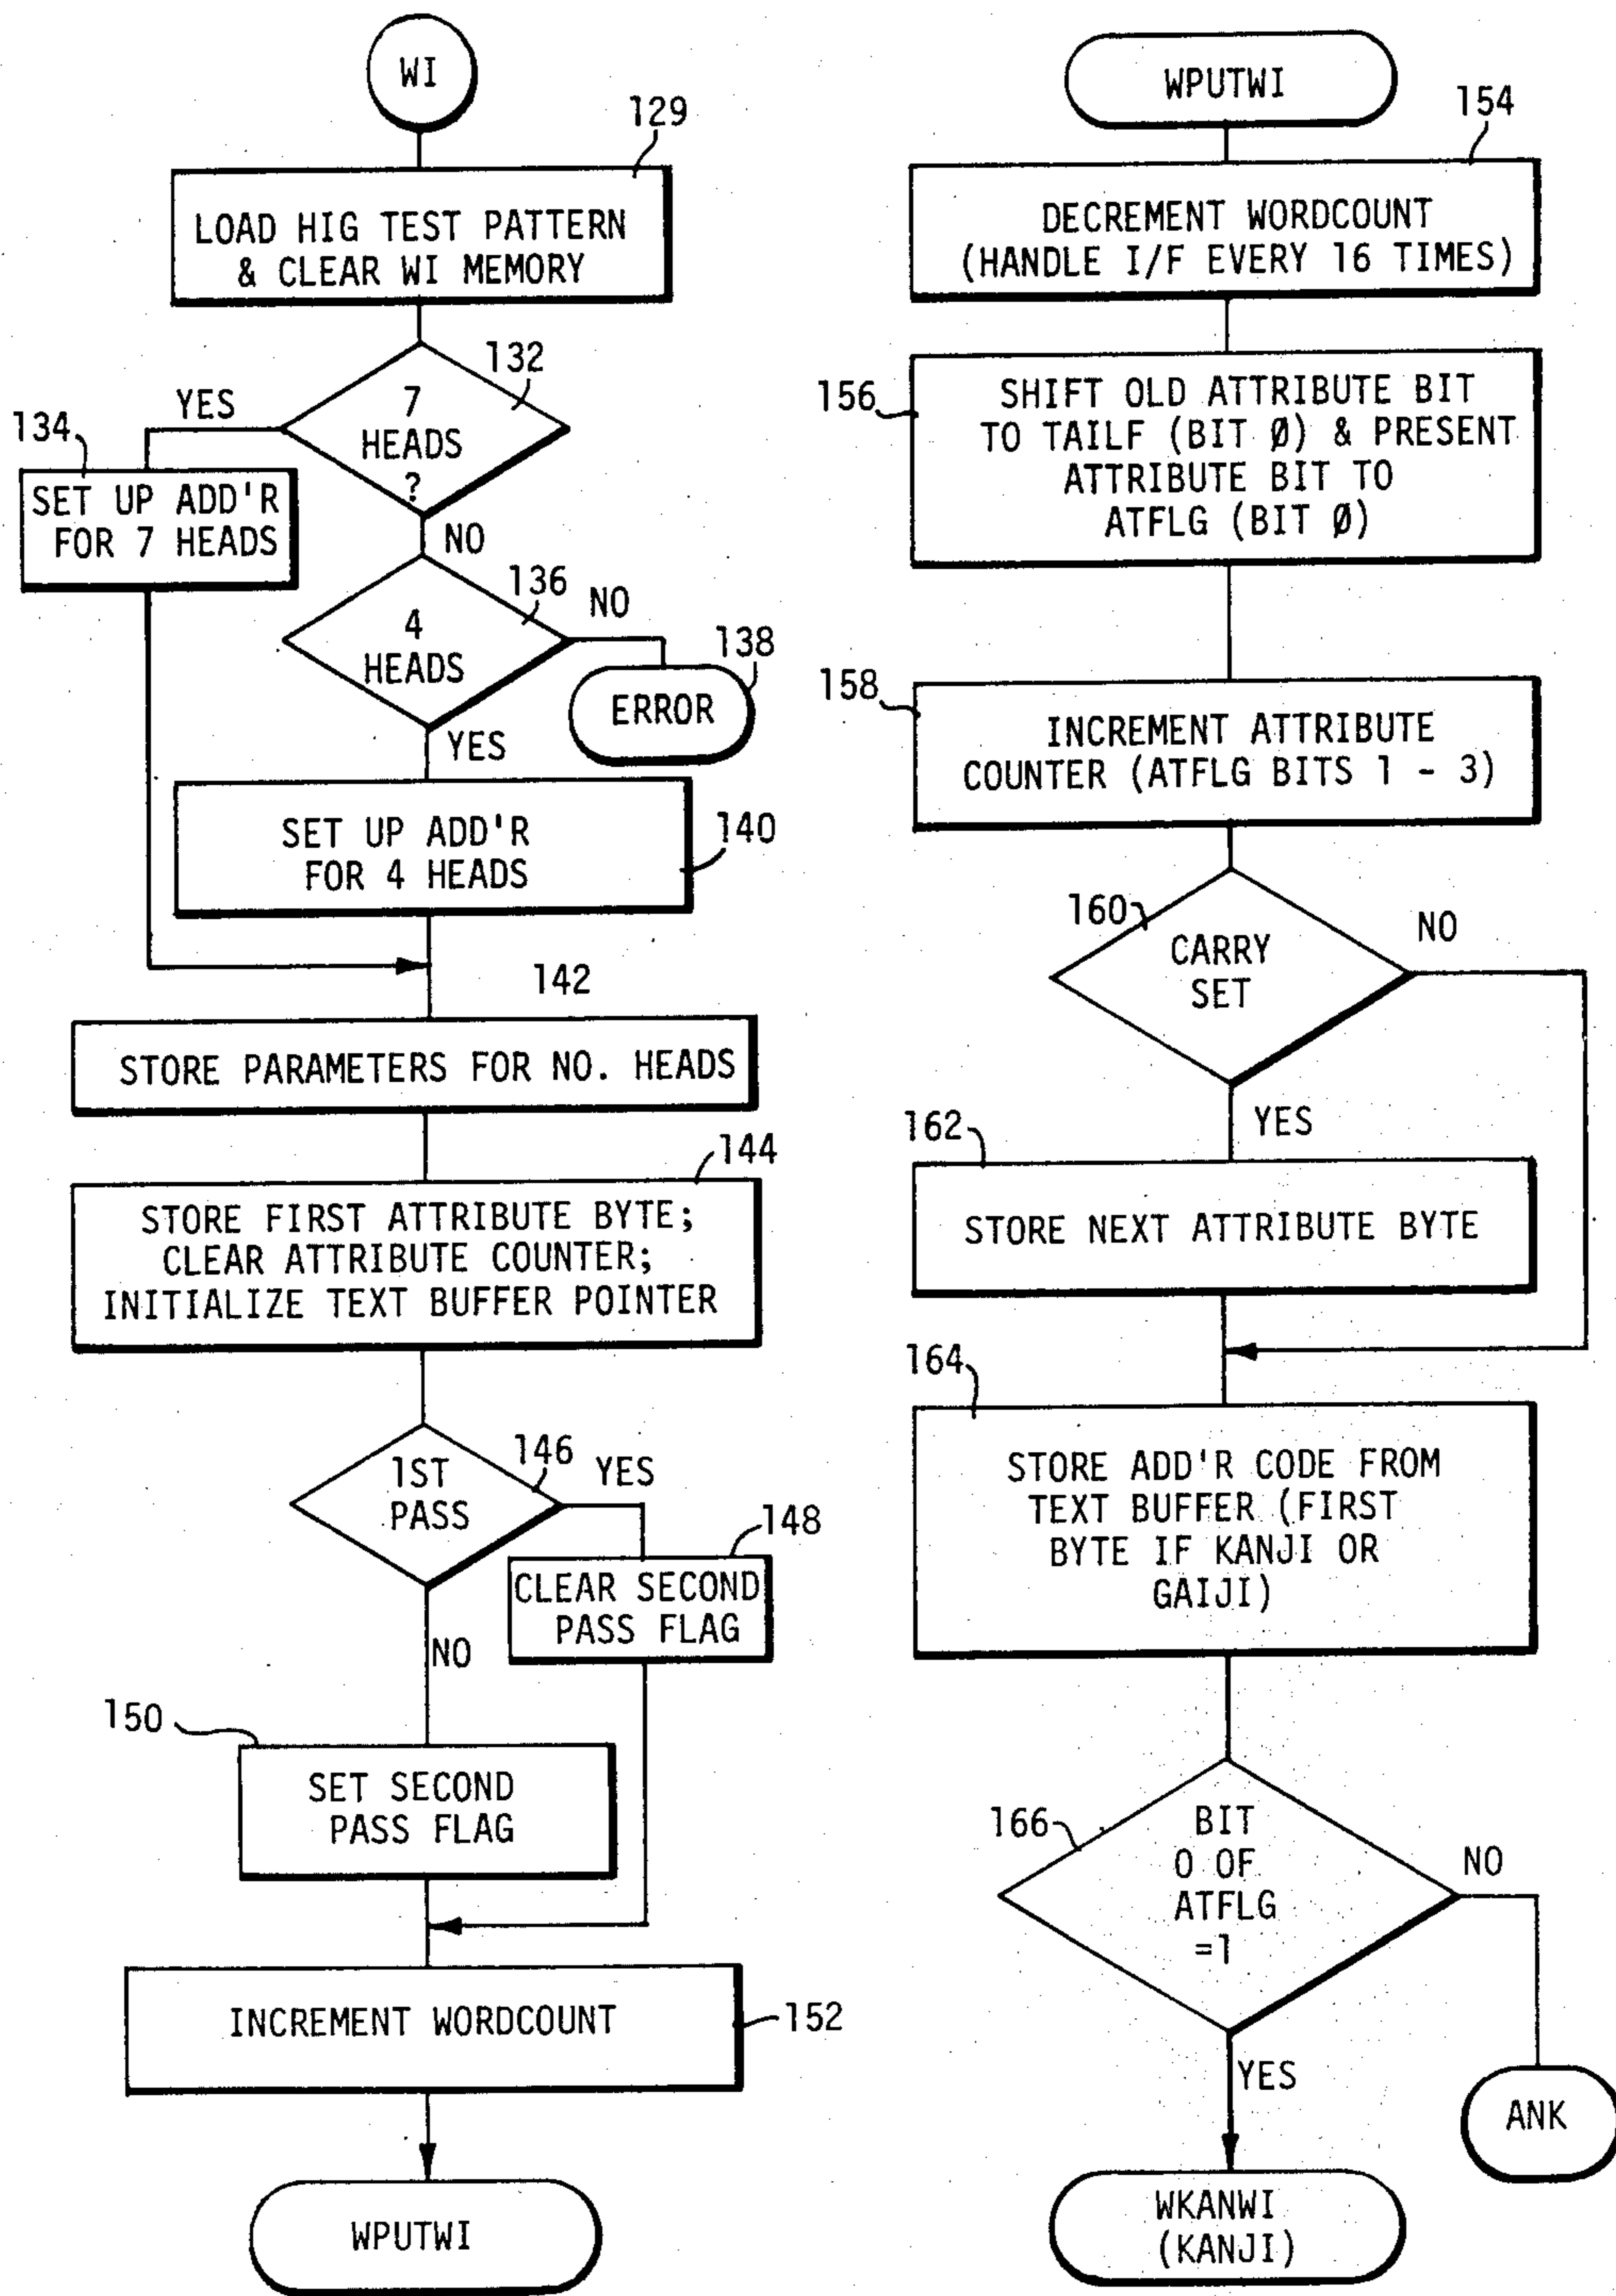 WI
129
LOAD HIG TEST PATTERN
& CLEAR WI MEMORY
132
7
HEADS
?
YES
134
SET UP ADD'R
FOR 7 HEADS
NO
136
4
HEADS
NO
138
ERROR
YES
SET UP ADD'R
FOR 4 HEADS
140
142
STORE PARAMETERS FOR NO. HEADS
144
STORE FIRST ATTRIBUTE BYTE;
CLEAR ATTRIBUTE COUNTER;
INITIALIZE TEXT BUFFER POINTER
146
1ST
PASS
YES
148
CLEAR SECOND
PASS FLAG
NO
150
SET SECOND
PASS FLAG
INCREMENT WORDCOUNT
152
WPUTWI
WPUTWI
154
DECREMENT WORDCOUNT
(HANDLE I/F EVERY 16 TIMES)
156
SHIFT OLD ATTRIBUTE BIT
TO TAILF (BIT Ø) & PRESENT
ATTRIBUTE BIT TO
ATFLG (BIT Ø)
158
INCREMENT ATTRIBUTE
COUNTER (ATFLG BITS 1 - 3)
160
CARRY
SET
NO
YES
162
STORE NEXT ATTRIBUTE BYTE
164
STORE ADD'R CODE FROM
TEXT BUFFER (FIRST
BYTE IF KANJI OR
GAIJI)
166
BIT
0 OF
ATFLG
=1
NO
YES
ANK
WKANWI
(KANJI)